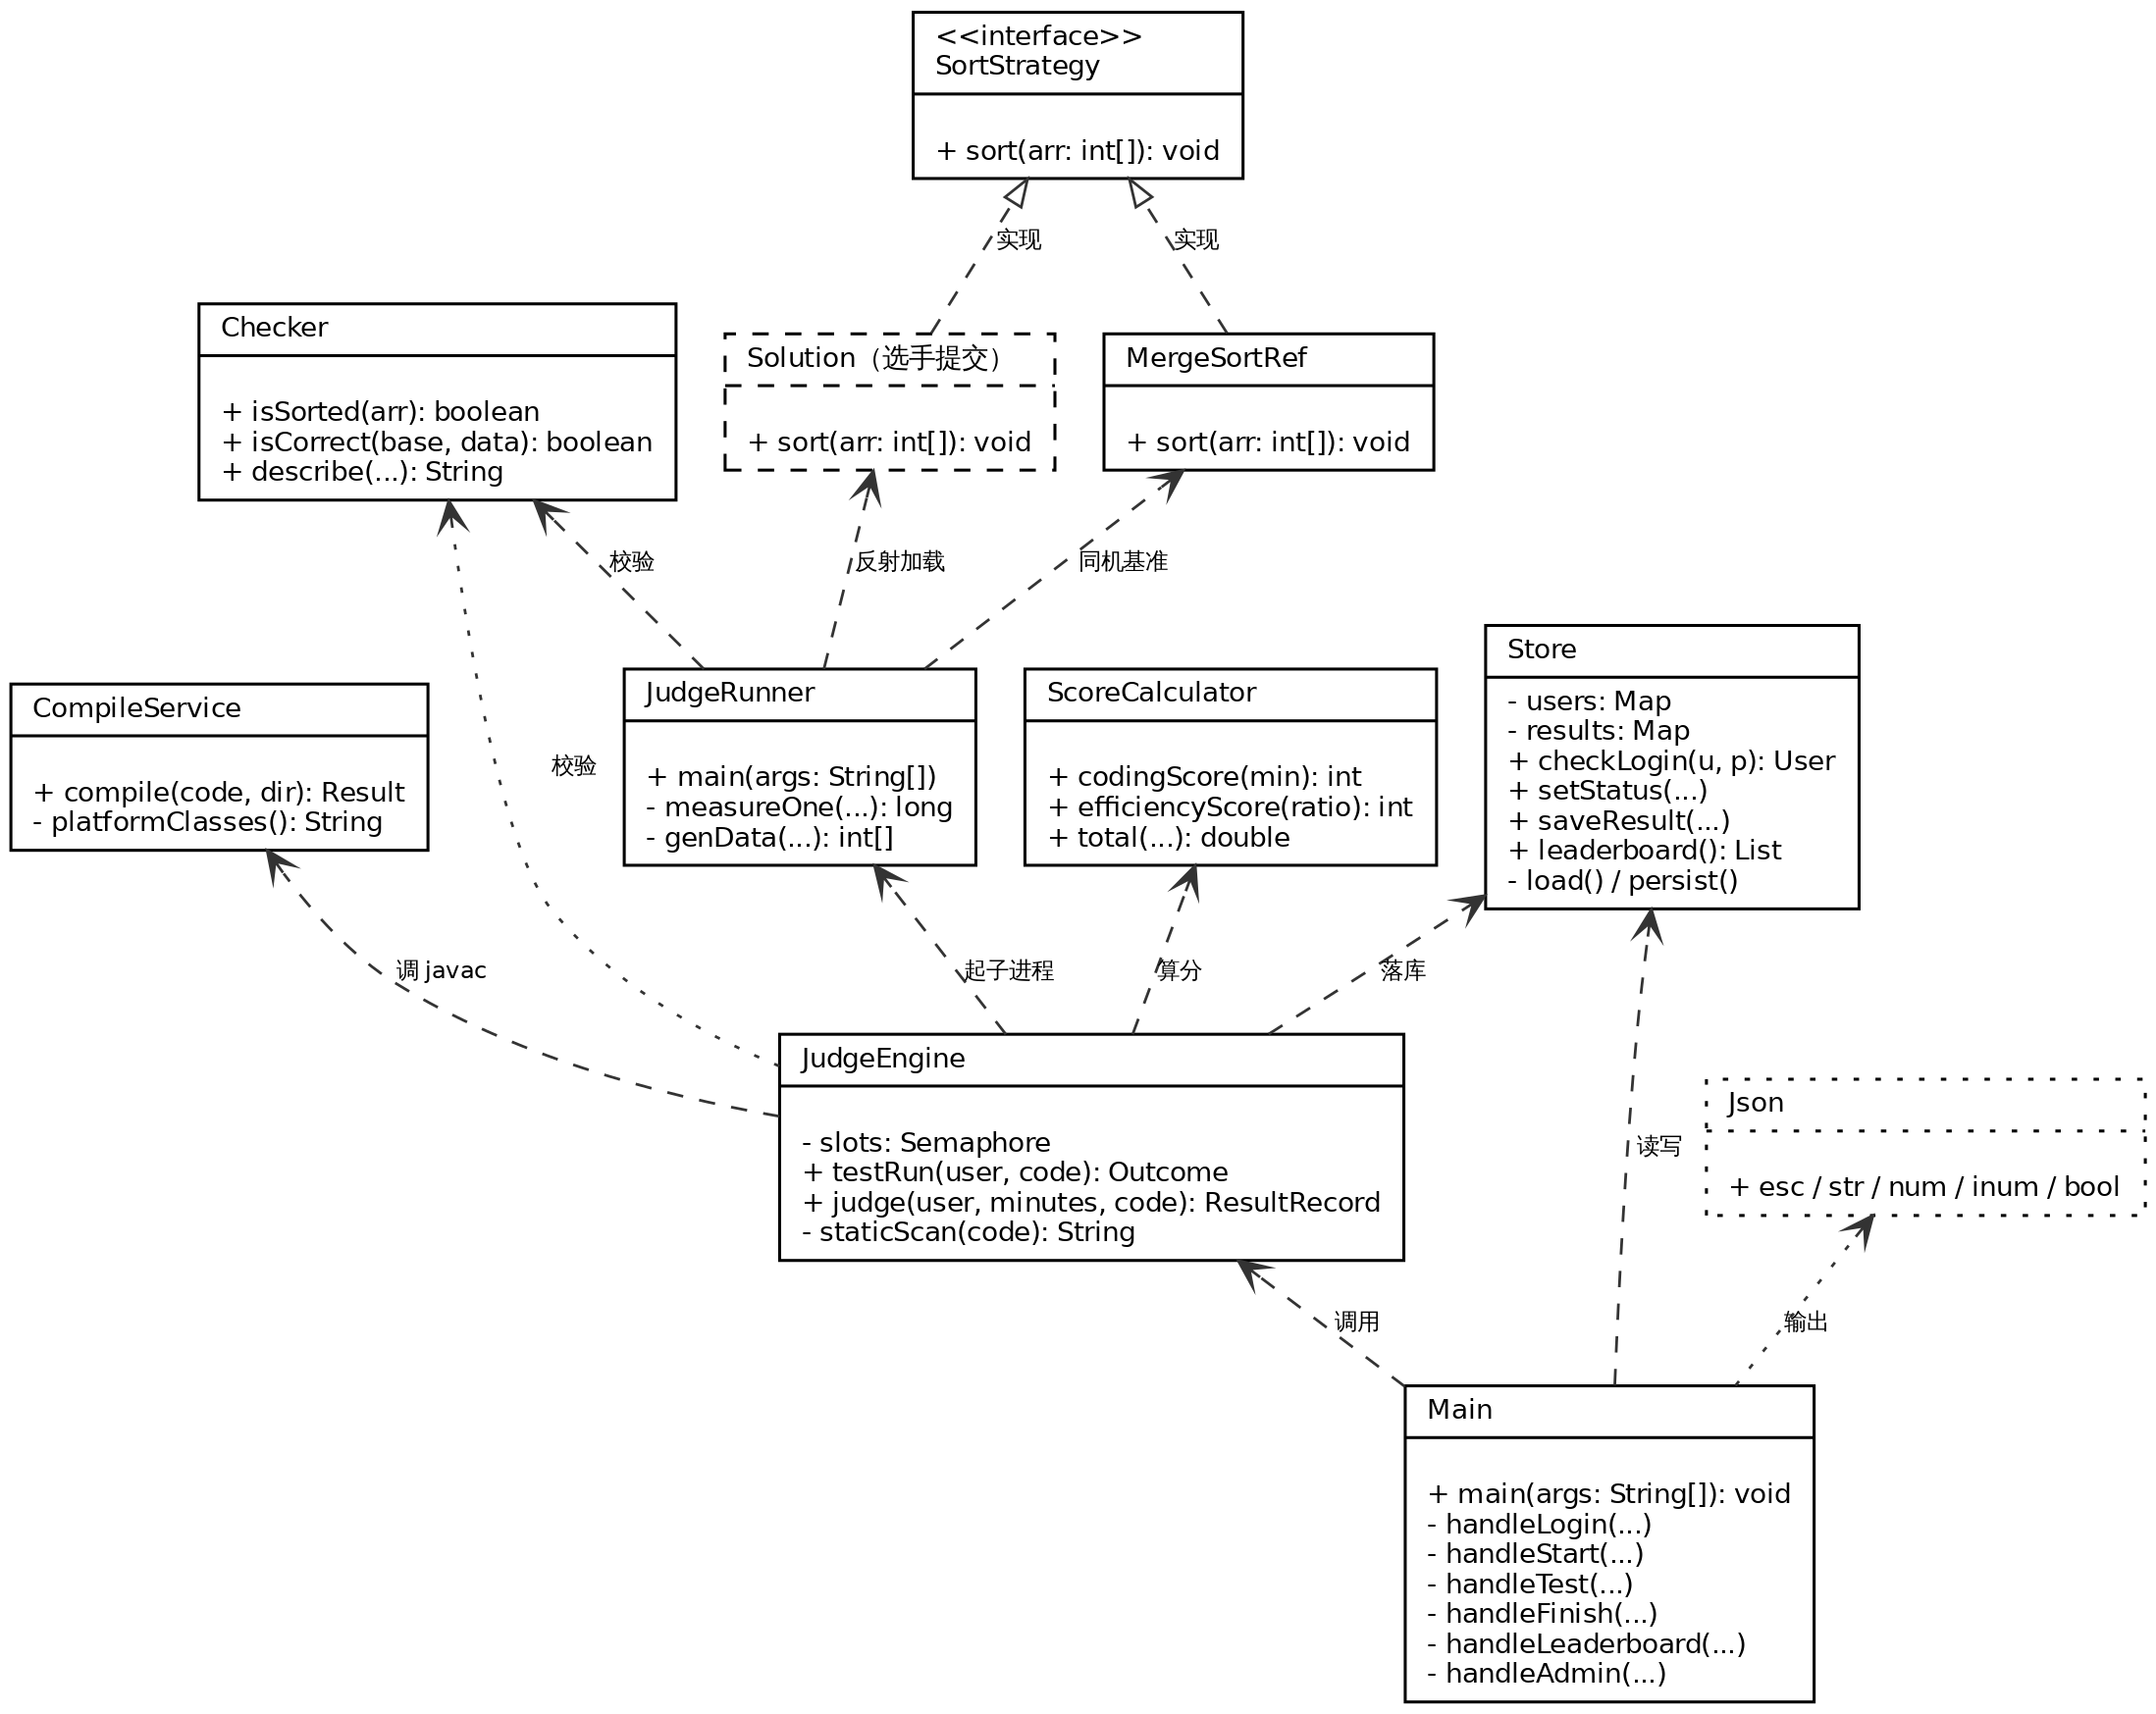 <<interface>>
SortStrategy
+ sort(arr: int[]): void
实现
实现
Checker
+ isSorted(arr): boolean
+ isCorrect(base, data): boolean
+ describe(...): String
Solution（选手提交）
+ sort(arr: int[]): void
MergeSortRef
+ sort(arr: int[]): void
校验
反射加载
同机基准
CompileService
+ compile(code, dir): Result
- platformClasses(): String
校验
JudgeRunner
+ main(args: String[])
- measureOne(...): long
- genData(...): int[]
ScoreCalculator
+ codingScore(min): int
+ efficiencyScore(ratio): int
+ total(...): double
Store
- users: Map
- results: Map
+ checkLogin(u, p): User
+ setStatus(...)
+ saveResult(...)
+ leaderboard(): List
- load() / persist()
调 javac
起子进程
算分
落库
JudgeEngine
- slots: Semaphore
+ testRun(user, code): Outcome
+ judge(user, minutes, code): ResultRecord
- staticScan(code): String
读写
Json
+ esc / str / num / inum / bool
调用
输出
Main
+ main(args: String[]): void
- handleLogin(...)
- handleStart(...)
- handleTest(...)
- handleFinish(...)
- handleLeaderboard(...)
- handleAdmin(...)